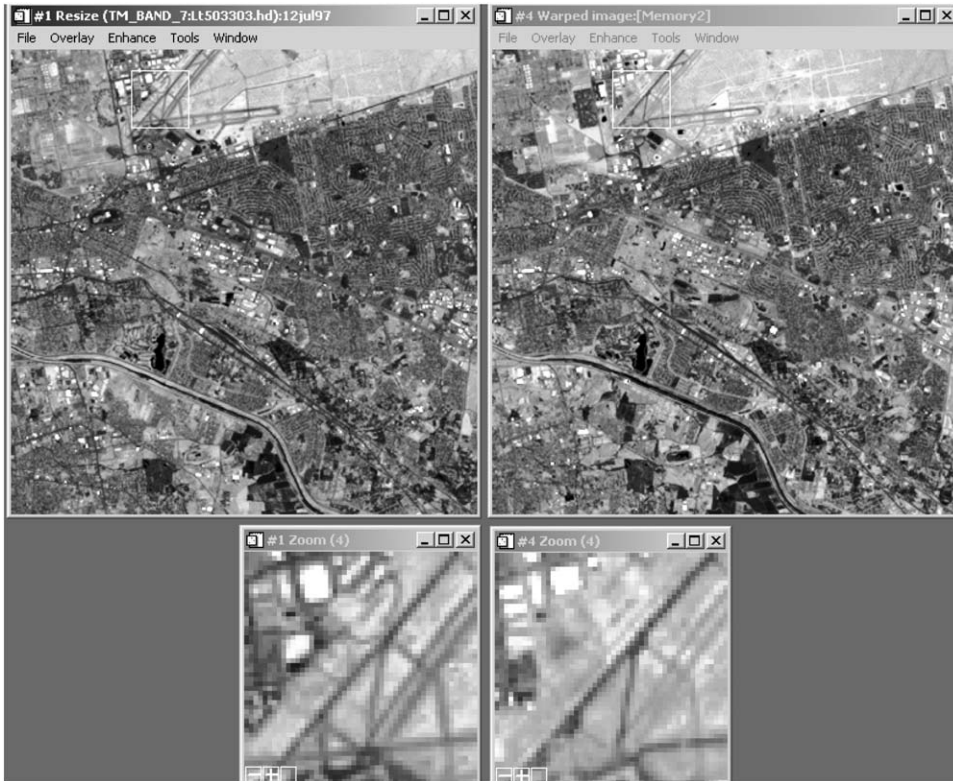 #1 Resize (TM_BAND_7:Lt503303.hd):12jul97
File Overlay Enhance Tools Window
#4 Warped image:[Memory2]
File Overlay Enhance Tools Window
#1 Zoom (4)
#4 Zoom (4)